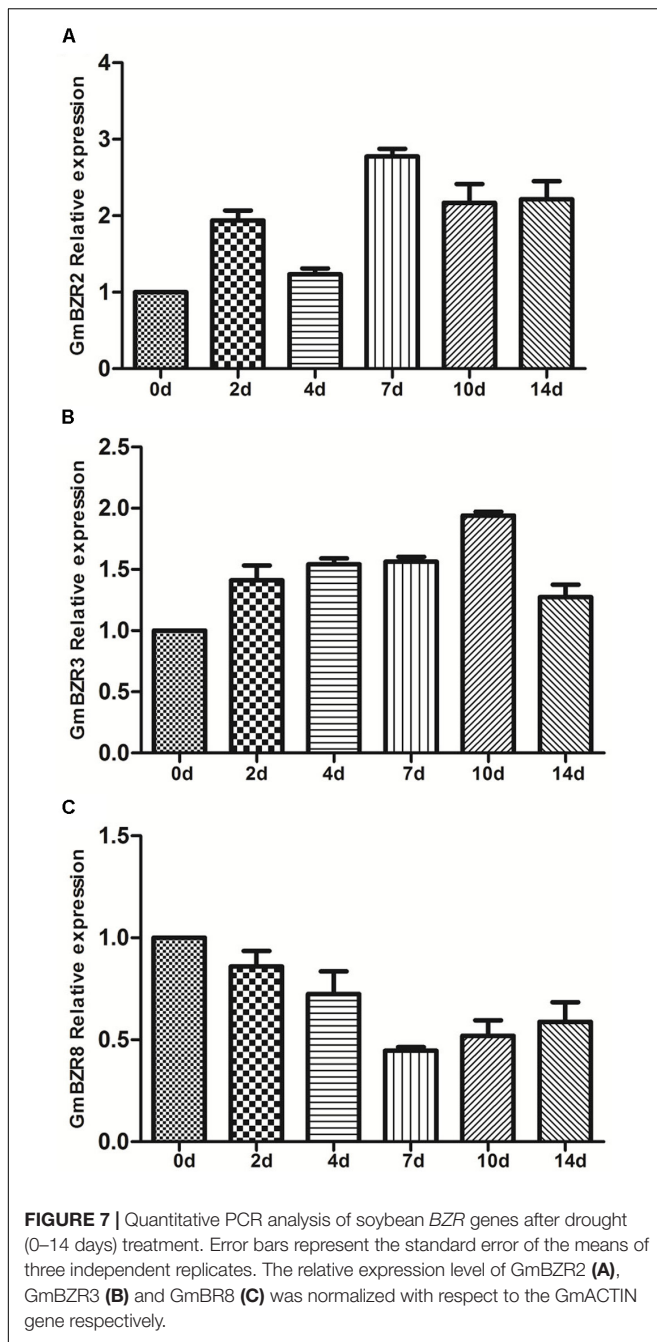 A
GmBZR2 Relative expression
4
3
2
1
0
0d 2d 4d 7d 10d 14d
B
GmBZR3 Relative expression
2.5
2.0
1.5
1.0
0.5
0.0
0d 2d 4d 7d 10d 14d
C
GmBZR8 Relative expression
1.5
1.0
0.5
0.0
0d 2d 4d 7d 10d 14d
FIGURE 7 | Quantitative PCR analysis of soybean BZR genes after drought
(0–14 days) treatment. Error bars represent the standard error of the means of
three independent replicates. The relative expression level of GmBZR2 (A),
GmBZR3 (B) and GmBR8 (C) was normalized with respect to the GmACTIN
gene respectively.